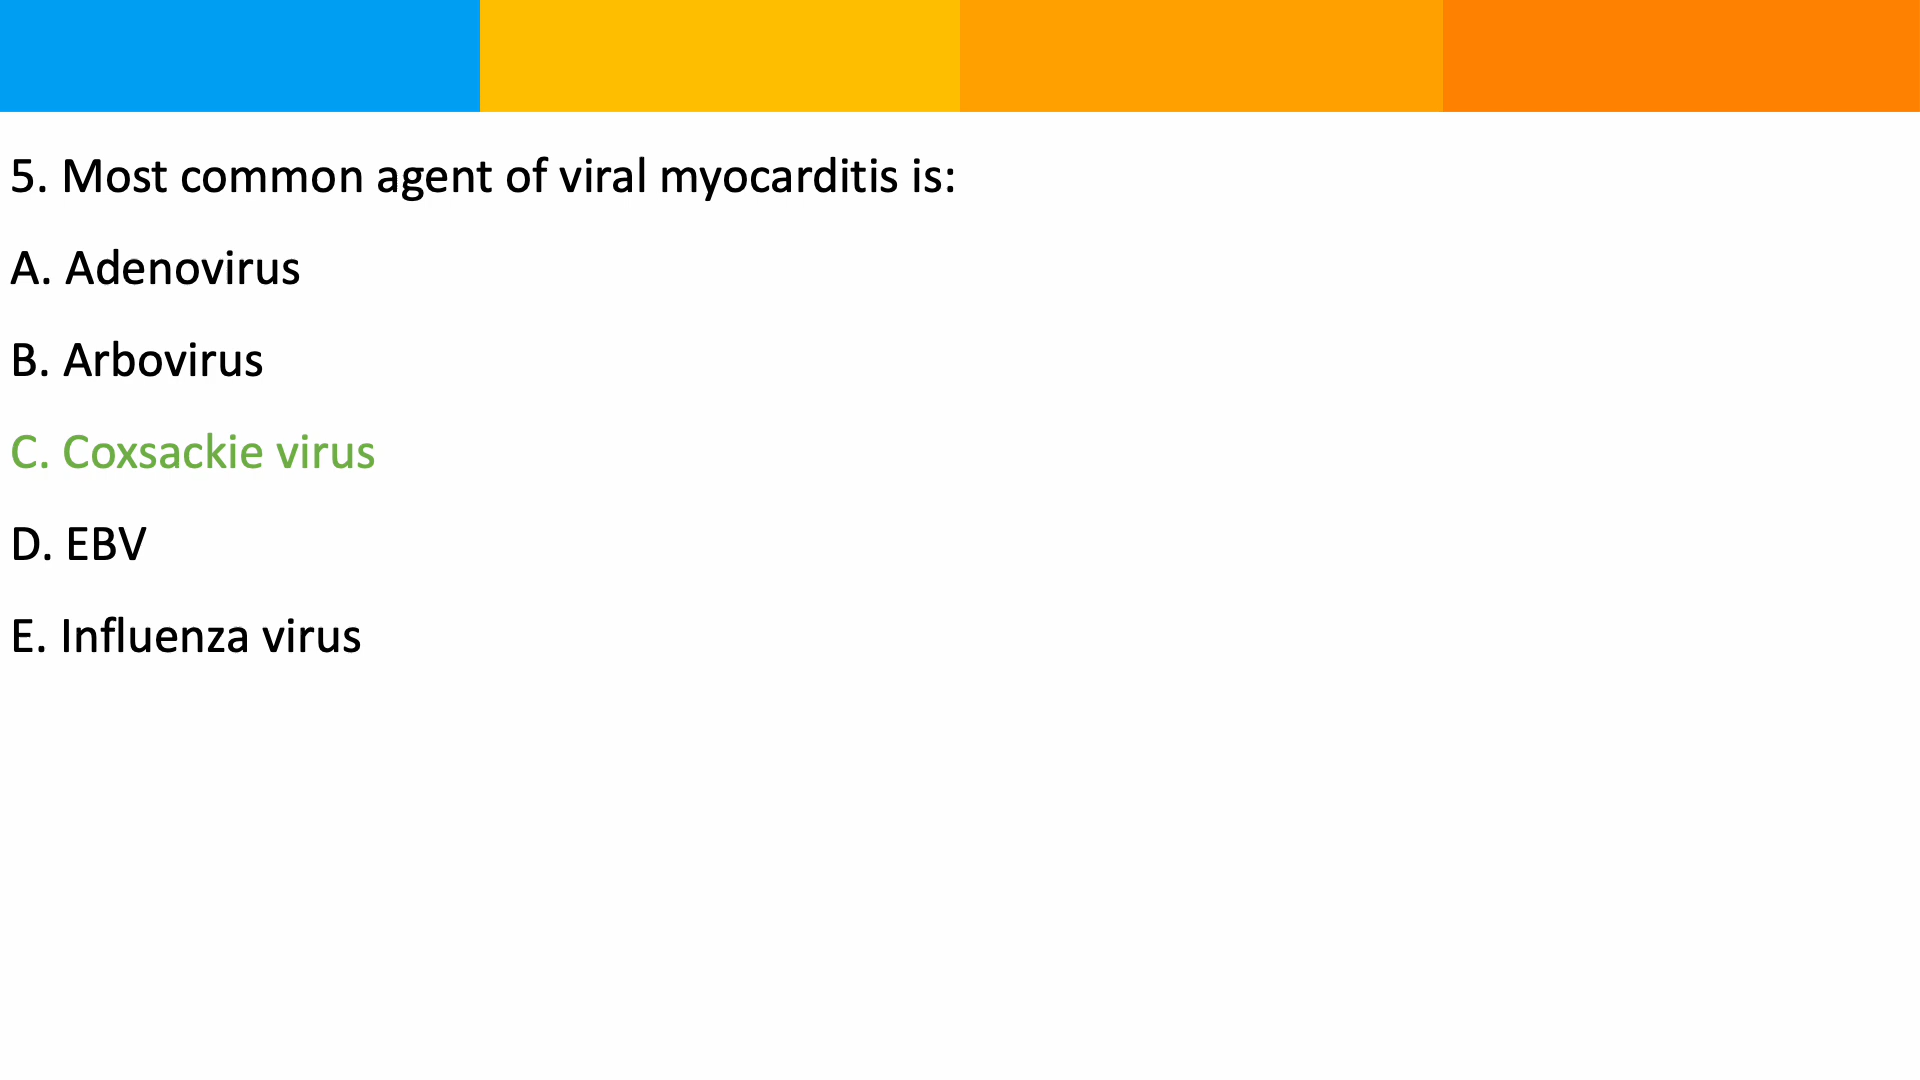 5. Most common agent of viral myocarditis is:
A. Adenovirus
B. Arbovirus
C. Coxsackie virus
D. EBV
E. Influenza virus